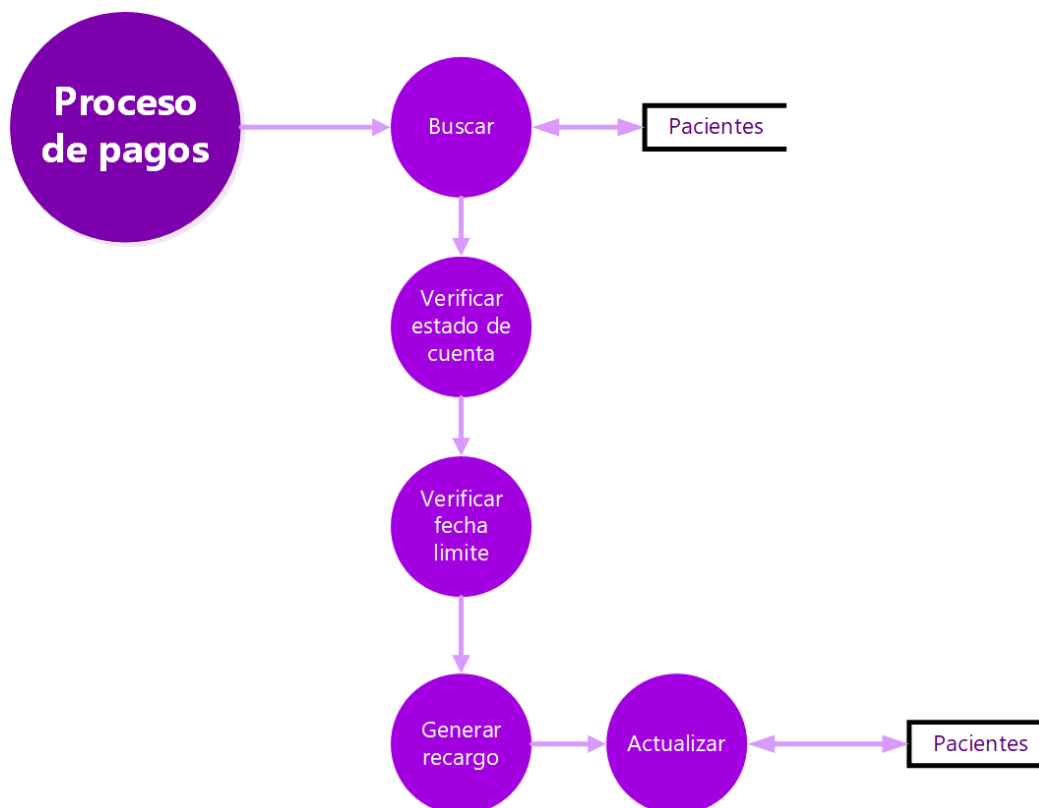 Proceso
de pagos
Buscar
Pacientes
Verificar
estado de
cuenta
Verificar
fecha
limite
Generar
recargo
Actualizar
Pacientes